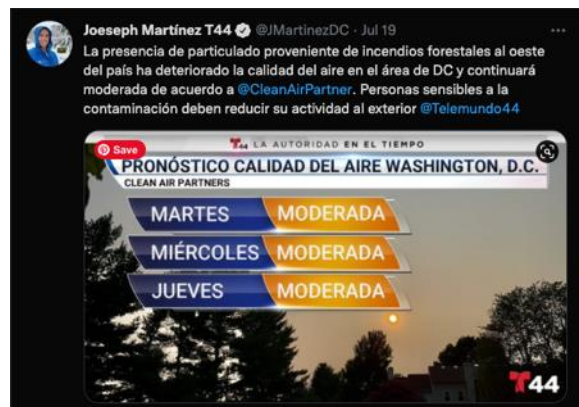 Joeseph Martínez T44 @JMartinezDC · Jul 19
La presencia de particulado proveniente de incendios forestales al oeste
del país ha deteriorado la calidad del aire en el área de DC y continuará
moderada de acuerdo a @CleanAirPartner. Personas sensibles a la
contaminación deben reducir su actividad al exterior @Telemundo44
T44 LA AUTORIDAD EN EL TIEMPO
Save
PRONÓSTICO CALIDAD DEL AIRE WASHINGTON, D.C.
CLEAN AIR PARTNERS
MARTES MODERADA
MIÉRCOLES MODERADA
JUEVES MODERADA
T44